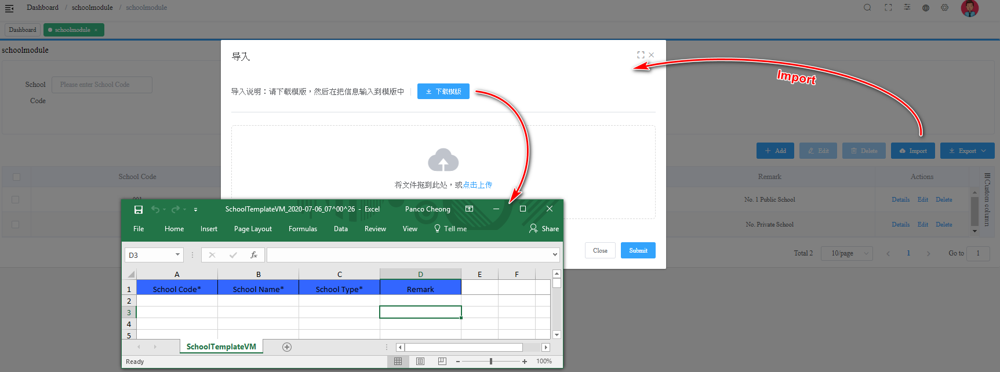 Dashboard / schoolmodule / schoolmodule
Dashboard
schoolmodule ×
schoolmodule
School Code
Please enter School Code
导入
导入说明：请下载模版，然后在把信息输入到模版中
下载模版
Import
将文件拖到此处，或点击上传
Add
Edit
Delete
Import
Export
School Code
Remark
Actions
Custom column
001
No. 1 Public School
Details Edit Delete
No. Private School
Details Edit Delete
Close
Submit
Total 2
10/page
1
Go to
1
SchoolTemplateVM_2020-07-06_07^00^26 - Excel
Panco Cheong
File Home Insert Page Layout Formulas Data Review View Tell me Share
D3
fx
A B C D E F
1 School Code* School Name* School Type* Remark
2
3
4
5
SchoolTemplateVM
Ready
100%